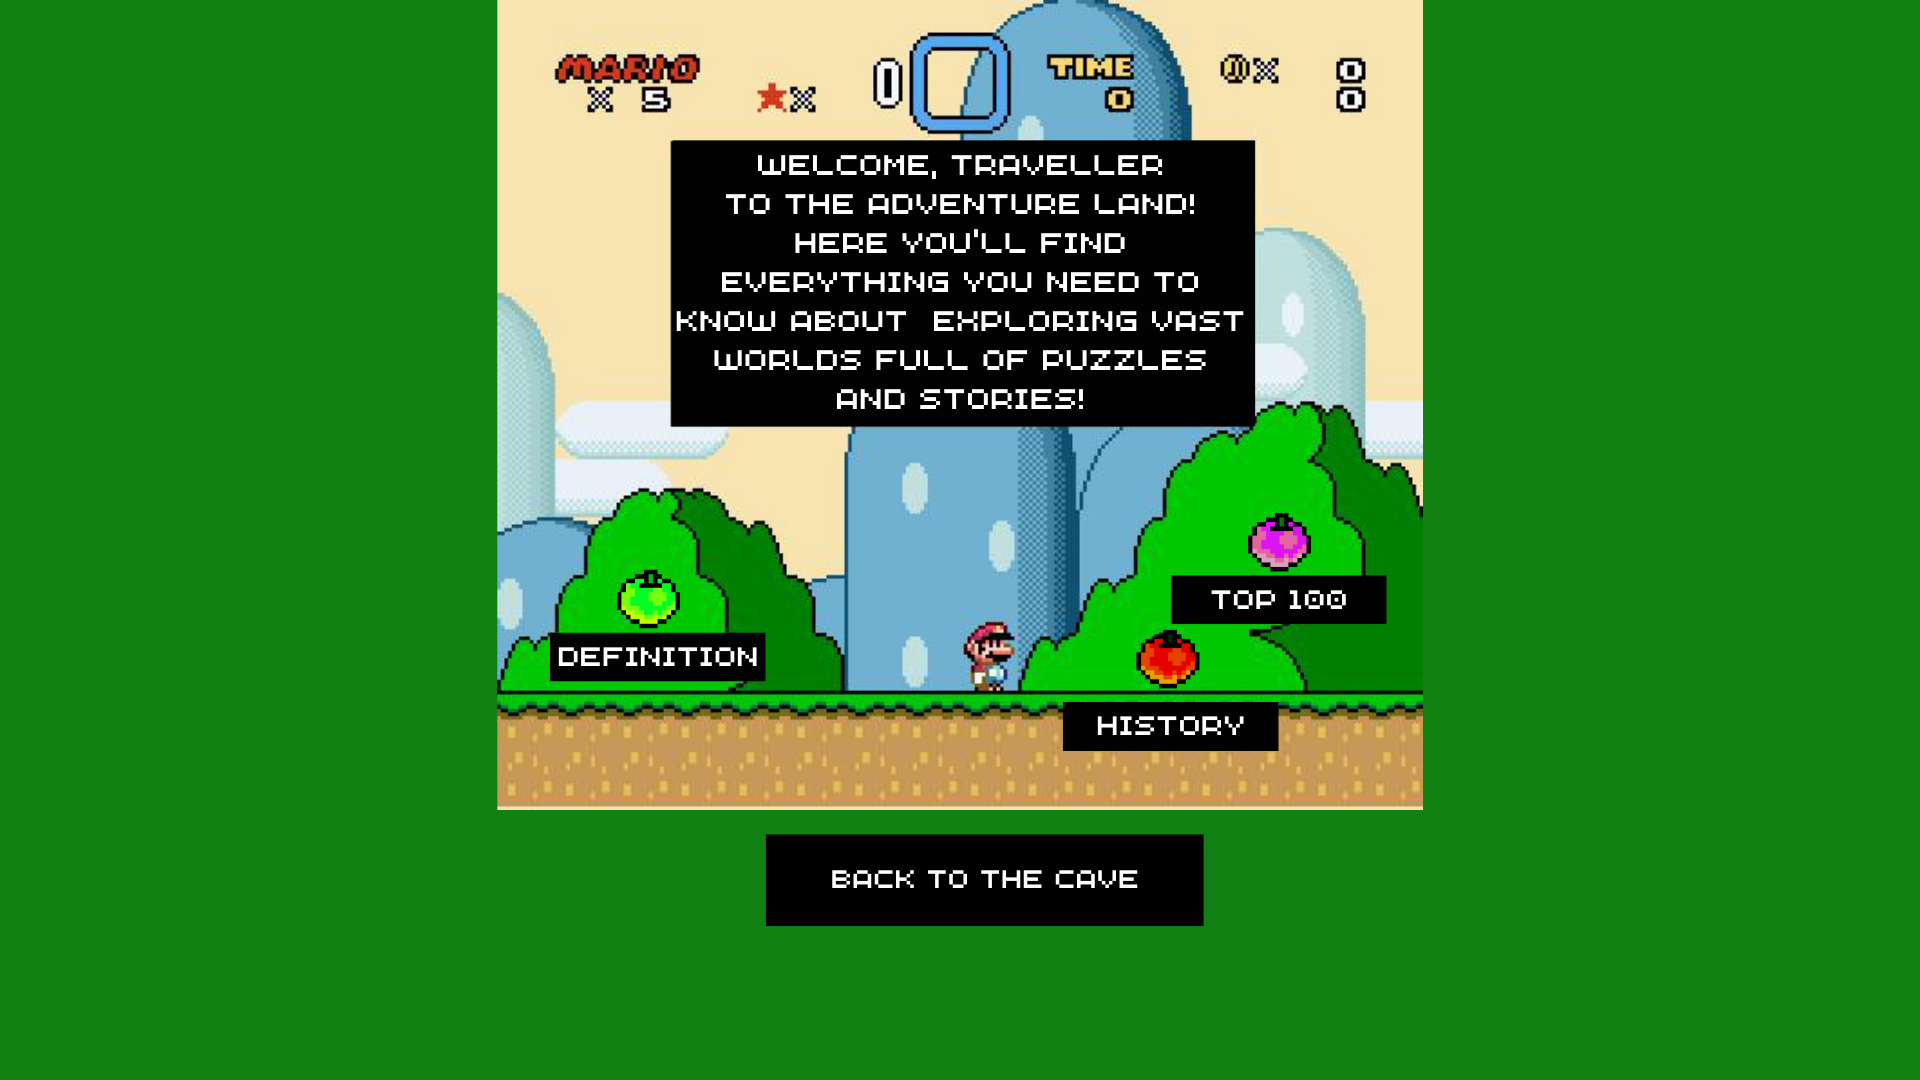 MARIO
X 5
X
0
TIME
0
X
0
0
WELCOME, TRAVELLER
TO THE ADVENTURE LAND!
HERE YOU'LL FIND
EVERYTHING YOU NEED TO
KNOW ABOUT EXPLORING VAST
WORLDS FULL OF PUZZLES
AND STORIES!
TOP 100
DEFINITION
HISTORY
BACK TO THE CAVE